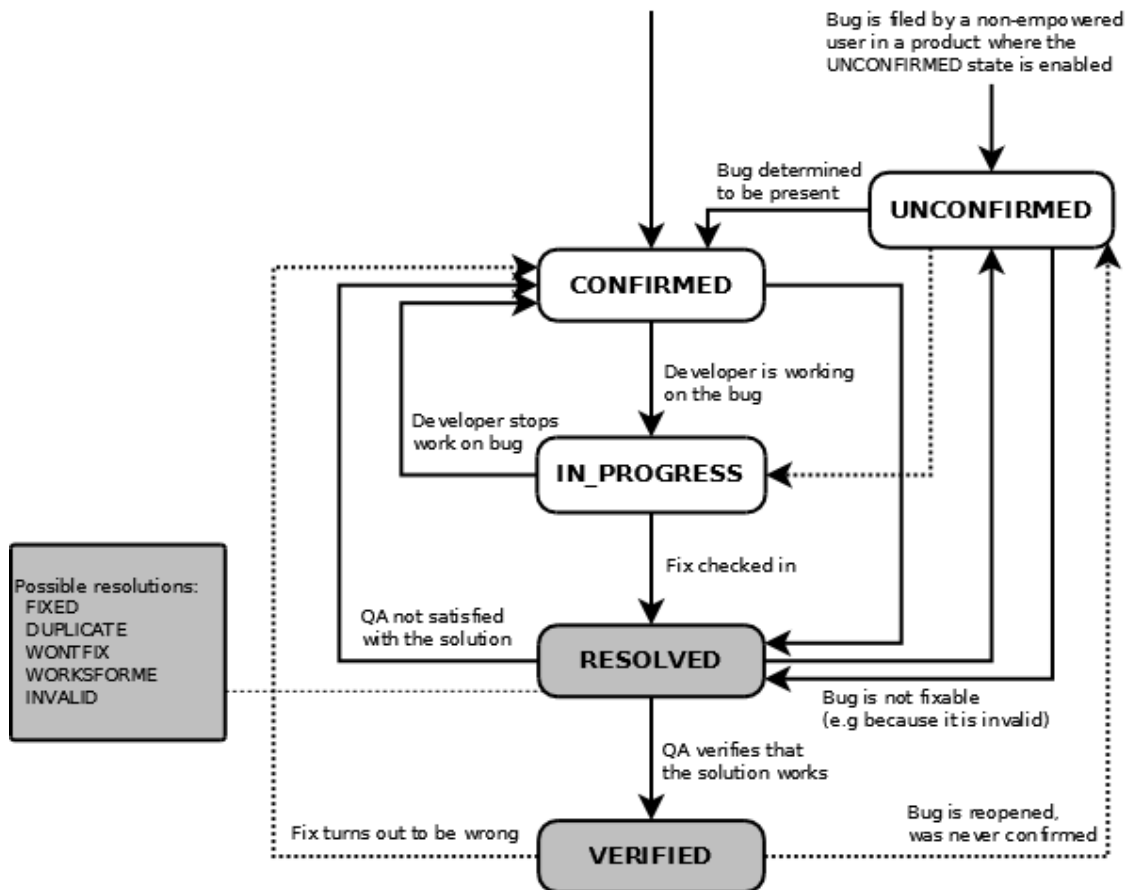 Bug is filed by a non-empowered
user in a product where the
UNCONFIRMED state is enabled
Bug determined
to be present
UNCONFIRMED
CONFIRMED
Developer is working
on the bug
Developer stops
work on bug
IN_PROGRESS
Possible resolutions:
FIXED
DUPLICATE
WONTFIX
WORKSFORME
INVALID
Fix checked in
QA not satisfied
with the solution
RESOLVED
Bug is not fixable
(e.g because it is invalid)
QA verifies that
the solution works
Fix turns out to be wrong
VERIFIED
Bug is reopened,
was never confirmed